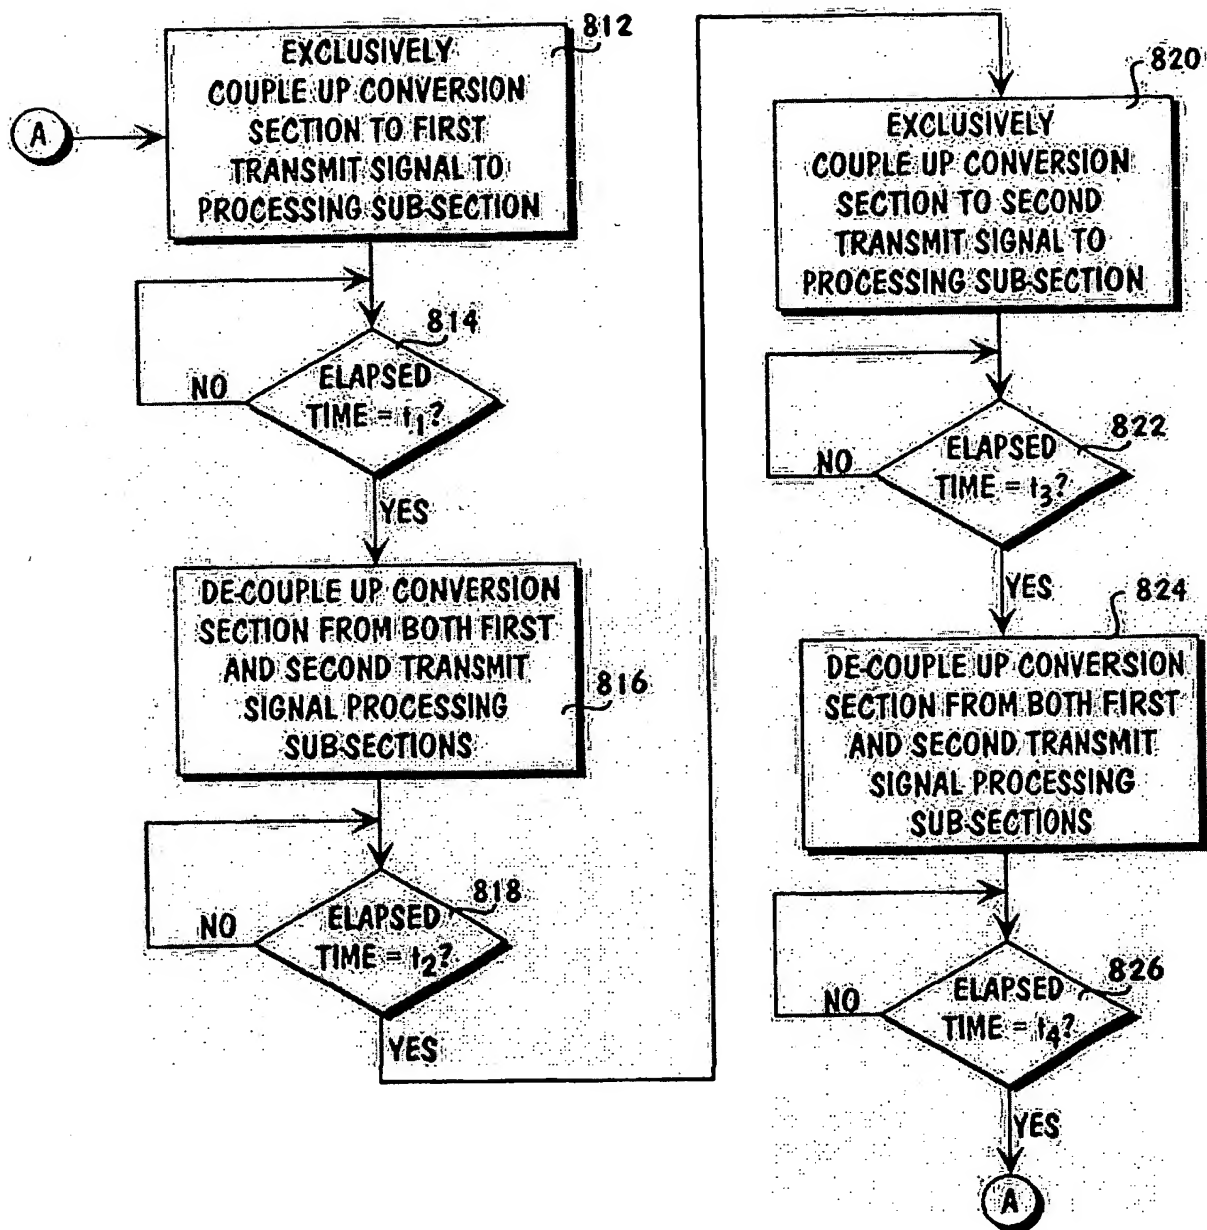 812
EXCLUSIVELY
COUPLE UP CONVERSION
SECTION TO FIRST
TRANSMIT SIGNAL TO
PROCESSING SUB-SECTION
A
814
ELAPSED
TIME = t1?
NO
YES
DE-COUPLE UP CONVERSION
SECTION FROM BOTH FIRST
AND SECOND TRANSMIT
SIGNAL PROCESSING
SUB-SECTIONS
816
818
ELAPSED
TIME = t2?
NO
YES
820
EXCLUSIVELY
COUPLE UP CONVERSION
SECTION TO SECOND
TRANSMIT SIGNAL TO
PROCESSING SUB-SECTION
822
ELAPSED
TIME = t3?
NO
YES
824
DE-COUPLE UP CONVERSION
SECTION FROM BOTH FIRST
AND SECOND TRANSMIT
SIGNAL PROCESSING
SUB-SECTIONS
826
ELAPSED
TIME = t4?
NO
YES
A